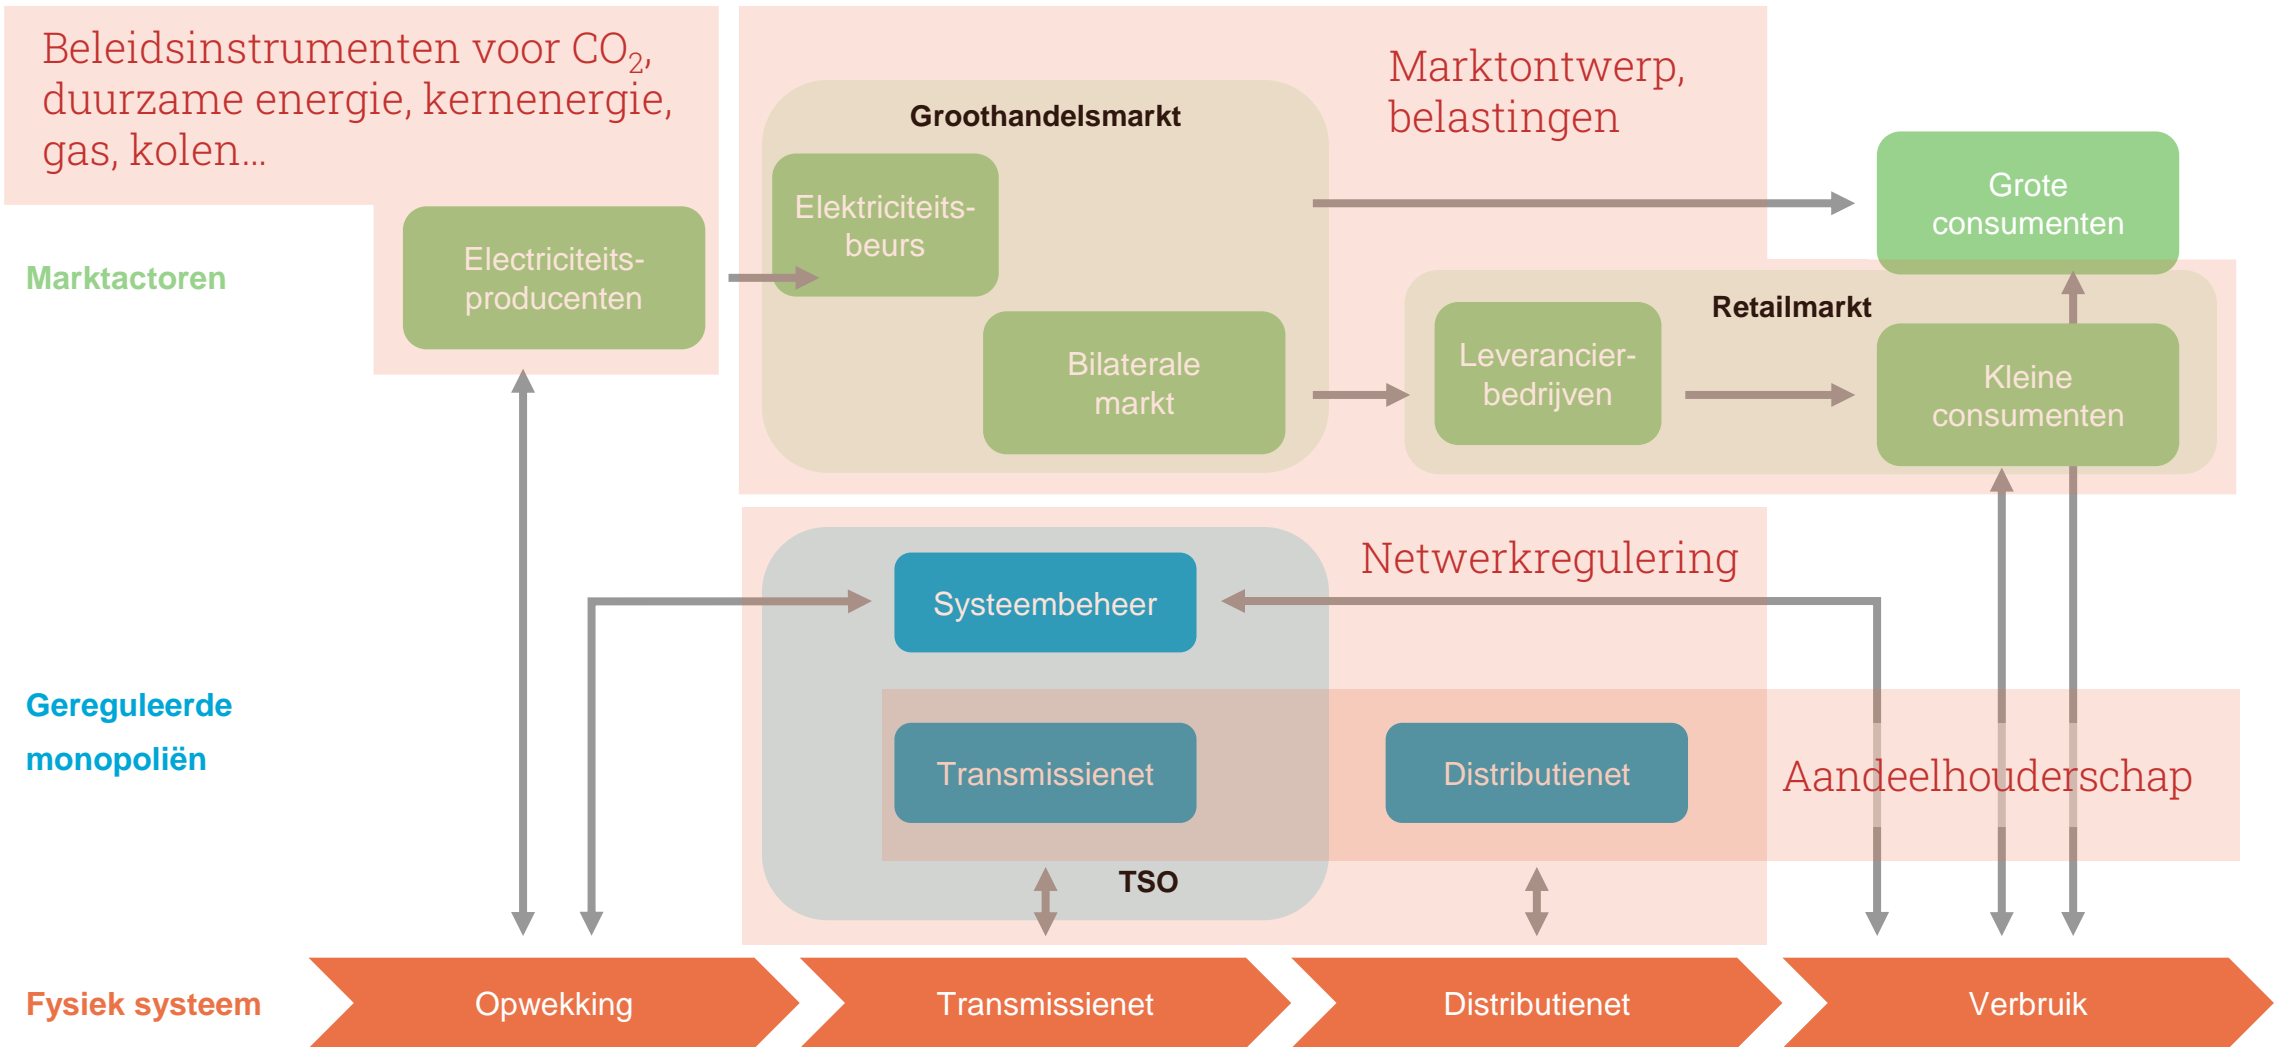 Beleidsinstrumenten voor CO₂,
duurzame energie, kernenergie,
gas, kolen...
Marktontwerp,
belastingen
Groothandelsmarkt
Elektriciteits-
beurs
Grote
consumenten
Marktactoren
Electriciteits-
producenten
Retailmarkt
Bilaterale
markt
Leverancier-
bedrijven
Kleine
consumenten
Netwerkregulering
Systeembeheer
Gereguleerde
monopoliën
Transmissienet
Distributienet
Aandeelhouderschap
TSO
Fysiek systeem
Opwekking
Transmissienet
Distributienet
Verbruik